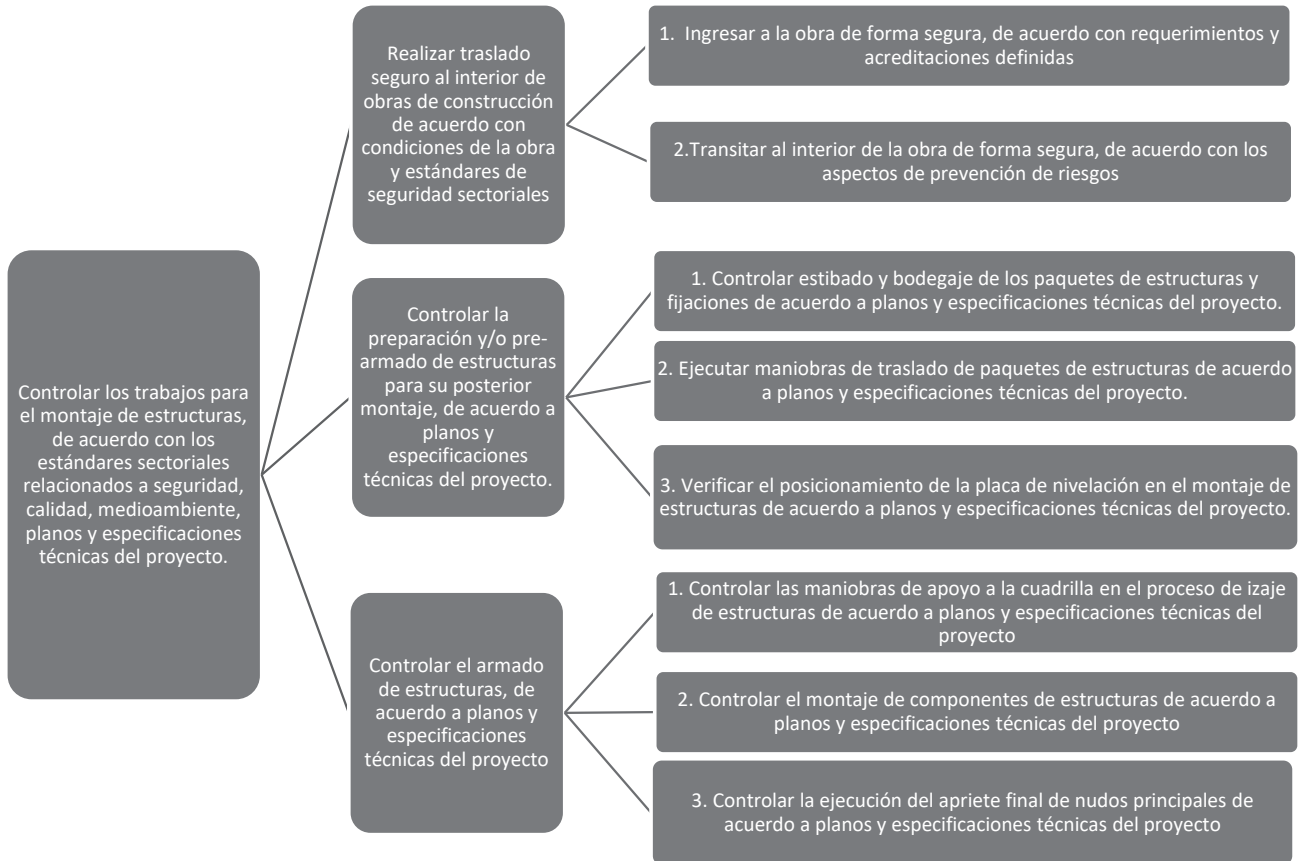 Controlar los trabajos para
el montaje de estructuras,
de acuerdo con los
estándares sectoriales
relacionados a seguridad,
calidad, medioambiente,
planos y especificaciones
técnicas del proyecto.
Realizar traslado
seguro al interior de
obras de construcción
de acuerdo con
condiciones de la obra
y estándares de
seguridad sectoriales
1. Ingresar a la obra de forma segura, de acuerdo con requerimientos y
acreditaciones definidas
2.Transitar al interior de la obra de forma segura, de acuerdo con los
aspectos de prevención de riesgos
Controlar la
preparación y/o pre-
armado de estructuras
para su posterior
montaje, de acuerdo a
planos y
especificaciones
técnicas del proyecto.
1. Controlar estibado y bodegaje de los paquetes de estructuras y
fijaciones de acuerdo a planos y especificaciones técnicas del proyecto.
2. Ejecutar maniobras de traslado de paquetes de estructuras de acuerdo
a planos y especificaciones técnicas del proyecto.
3. Verificar el posicionamiento de la placa de nivelación en el montaje de
estructuras de acuerdo a planos y especificaciones técnicas del proyecto.
Controlar el armado
de estructuras, de
acuerdo a planos y
especificaciones
técnicas del proyecto
1. Controlar las maniobras de apoyo a la cuadrilla en el proceso de izaje
de estructuras de acuerdo a planos y especificaciones técnicas del
proyecto
2. Controlar el montaje de componentes de estructuras de acuerdo a
planos y especificaciones técnicas del proyecto
3. Controlar la ejecución del apriete final de nudos principales de
acuerdo a planos y especificaciones técnicas del proyecto